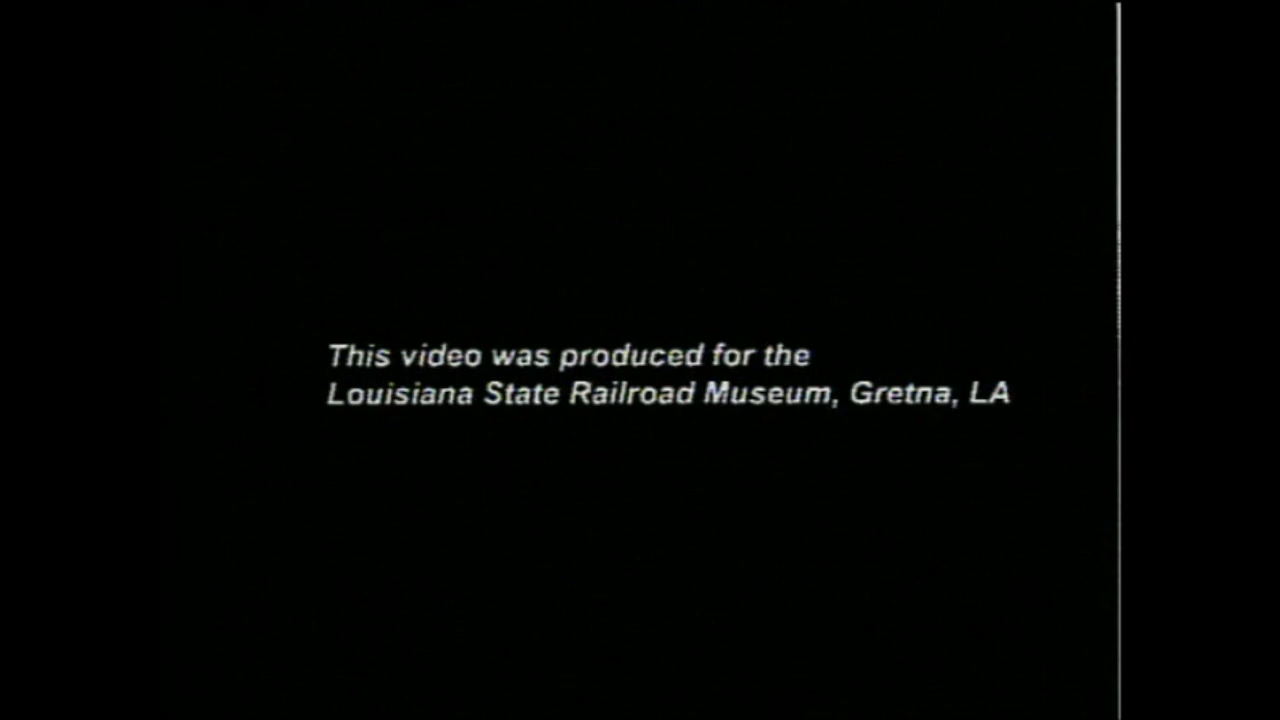 This video was produced for the
Louisiana State Railroad Museum, Gretna, LA